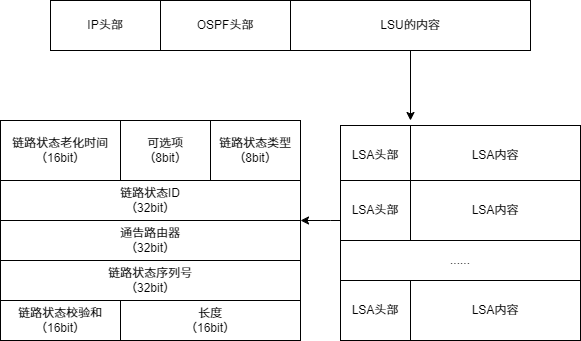 IP头部
OSPF头部
LSU的内容
链路状态老化时间
（16bit）
可选项
（8bit）
链路状态类型
（8bit）
链路状态ID
（32bit）
通告路由器
（32bit）
链路状态序列号
（32bit）
链路状态校验和
（16bit）
长度
（16bit）
LSA头部
LSA内容
LSA头部
LSA内容
......
LSA头部
LSA内容